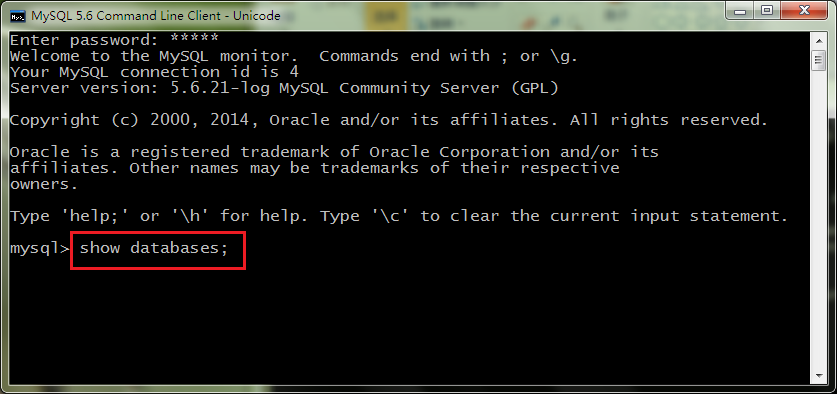 MySQL 5.6 Command Line Client - Unicode
Enter password: *****
Welcome to the MySQL monitor.  Commands end with ; or \g.
Your MySQL connection id is 4
Server version: 5.6.21-log MySQL Community Server (GPL)
Copyright (c) 2000, 2014, Oracle and/or its affiliates. All rights reserved.
Oracle is a registered trademark of Oracle Corporation and/or its
affiliates. Other names may be trademarks of their respective
owners.
Type 'help;' or '\h' for help. Type '\c' to clear the current input statement.
mysql> show databases;